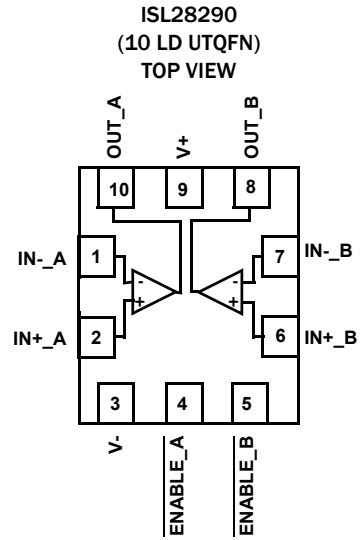 ISL28290
(10 LD UTQFN)
TOP VIEW
OUT_A
V+
OUT_B
10
9
8
IN-_A
1
-
-
7
IN-_B
+
+
IN+_A
2
6
IN+_B
3
4
5
V-
ENABLE_A
ENABLE_B